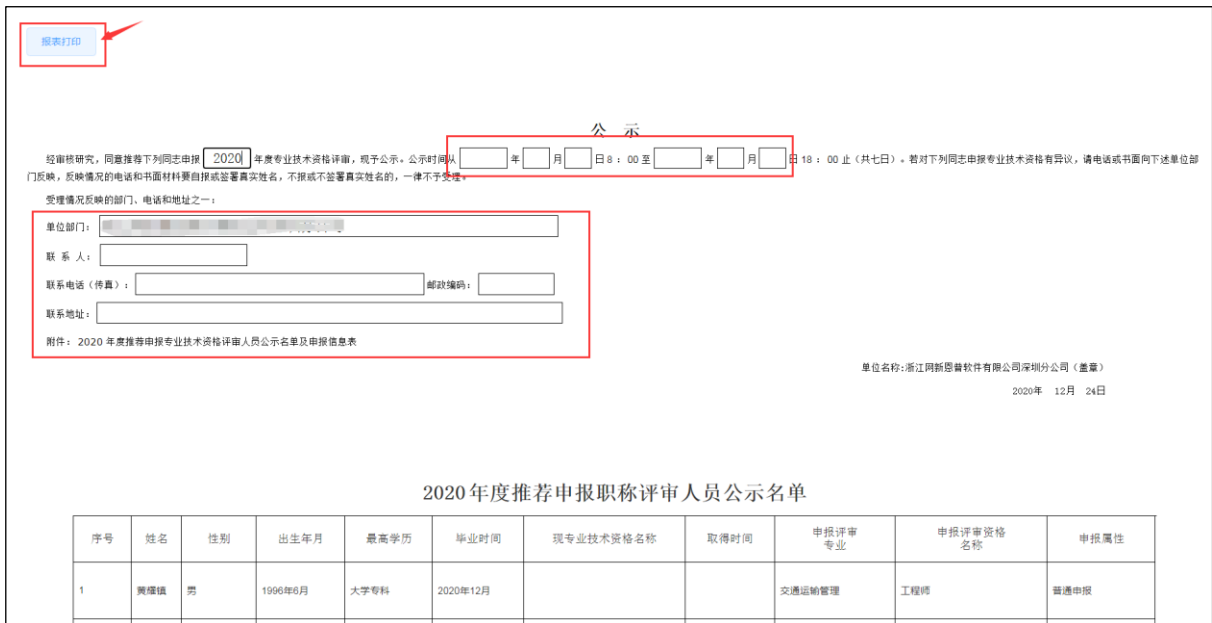 报表打印
公 示
经审核研究，同意推荐下列同志申报 2020 年度专业技术资格评审，现予公示。公示时间从 年 月 日 8 ： 00 至 年 月 日 18 ： 00 止（共七日）。若对下列同志申报专业技术资格有异议，请电话或书面向下述单位部
门反映，反映情况的电话和书面材料要自报或签署真实姓名，不报或不签署真实姓名的，一律不予受理。
受理情况反映的部门、电话和地址之一：
单位部门：
联 系 人：
联系电话（传真）： 邮政编码：
联系地址：
附件： 2020 年度推荐申报专业技术资格评审人员公示名单及申报信息表
单位名称:浙江网新恩普软件有限公司深圳分公司（盖章）
2020年 12月 24日
2020 年度推荐申报职称评审人员公示名单
序号 姓名 性别 出生年月 最高学历 毕业时间 现专业技术资格名称 取得时间 申报评审专业 申报评审资格名称 申报属性
1 黄耀镇 男 1996年6月 大学专科 2020年12月 交通运输管理 工程师 普通申报